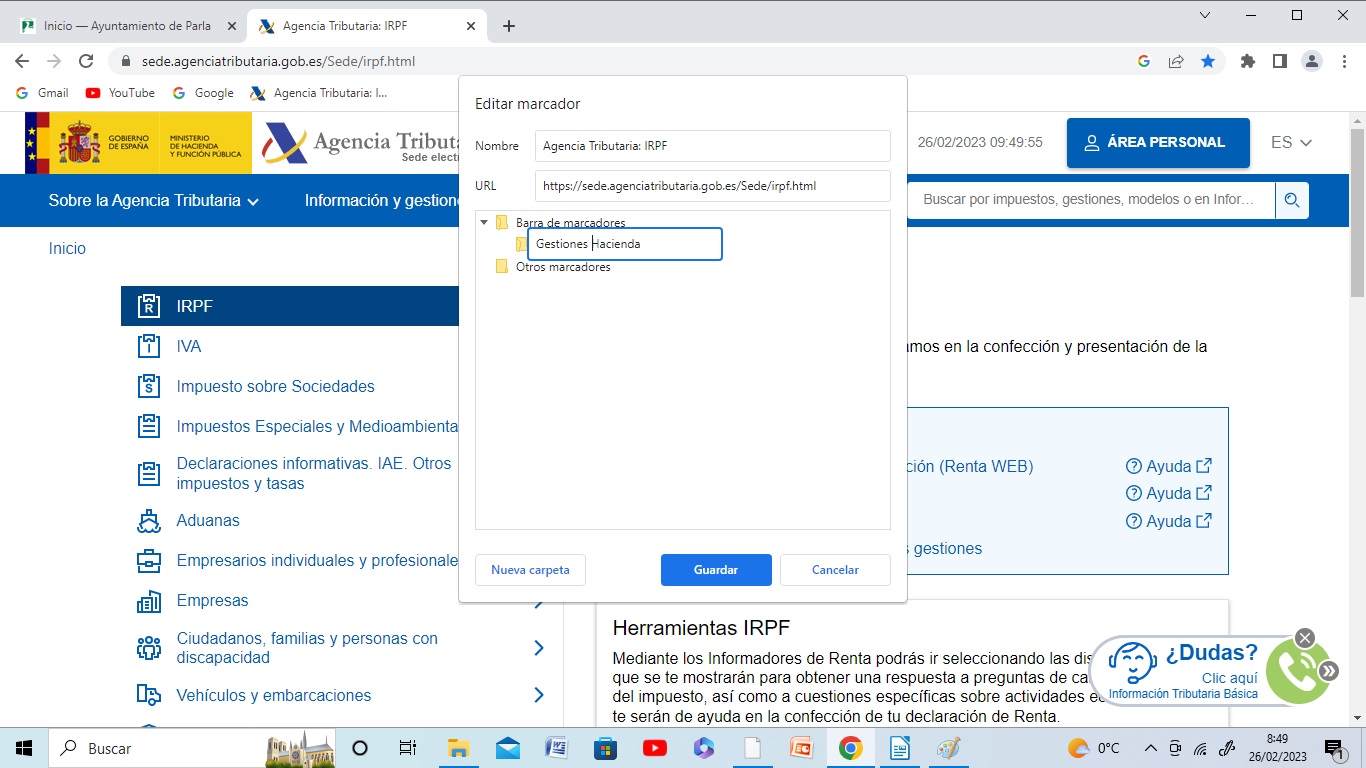 Inicio — Ayuntamiento de Parla
Agencia Tributaria: IRPF
sede.agenciatributaria.gob.es/Sede/irpf.html
Gmail
YouTube
Google
Agencia Tributaria: I...
Editar marcador
Nombre
Agencia Tributaria: IRPF
URL
https://sede.agenciatributaria.gob.es/Sede/irpf.html
Barra de marcadores
Gestiones Hacienda
Otros marcadores
Nueva carpeta
Guardar
Cancelar
GOBIERNO
DE ESPAÑA
MINISTERIO
DE HACIENDA
Y FUNCIÓN PÚBLICA
Agencia Tribut
Sede electr
26/02/2023 09:49:55
ÁREA PERSONAL
ES
Sobre la Agencia Tributaria
Información y gestione
Buscar por impuestos, gestiones, modelos o en Infor...
Inicio
IRPF
IVA
Impuesto sobre Sociedades
Impuestos Especiales y Medioambienta
Declaraciones informativas. IAE. Otros
impuestos y tasas
Aduanas
Empresarios individuales y profesionale
Empresas
Ciudadanos, familias y personas con
discapacidad
Vehículos y embarcaciones
amos en la confección y presentación de la
ción (Renta WEB)
Ayuda
Ayuda
Ayuda
s gestiones
Herramientas IRPF
Mediante los Informadores de Renta podrás ir seleccionando las dis
que se te mostrarán para obtener una respuesta a preguntas de ca
del impuesto, así como a cuestiones específicas sobre actividades e
te serán de ayuda en la confección de tu declaración de Renta.
¿Dudas?
Clic aquí
Información Tributaria Básica
Buscar
0°C
8:49
26/02/2023
1